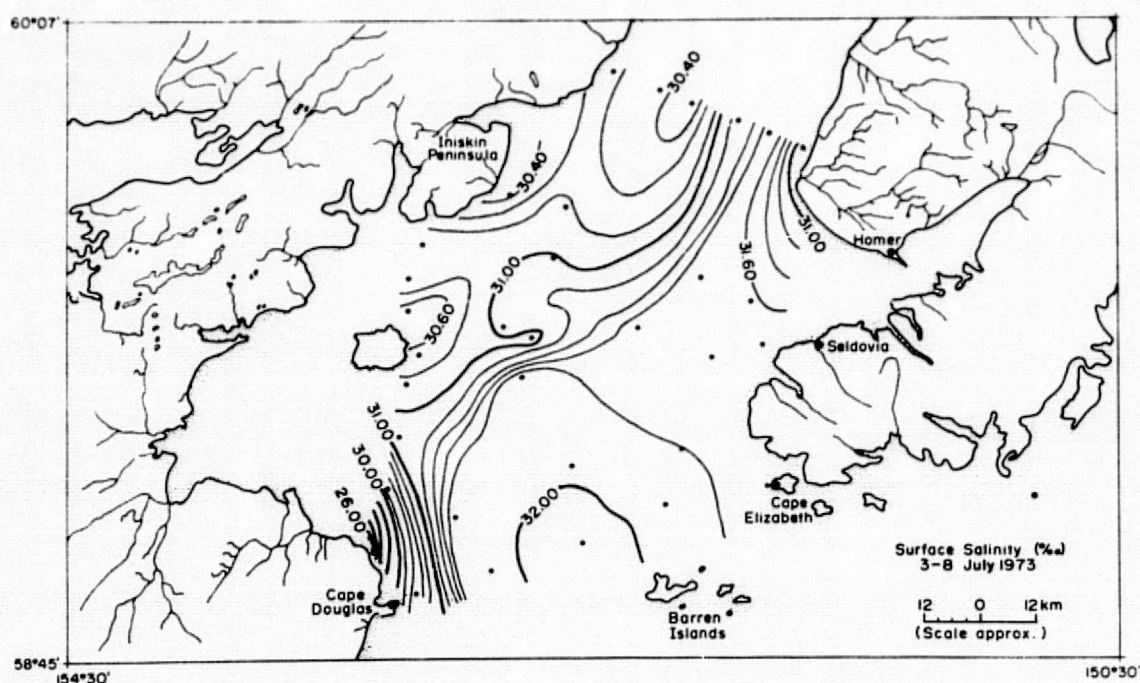 60°07'
30.40
Iniskin
Peninsula
30.40
31.00
Homer
31.60
31.00
30.60
Seldovia
31.00
30.00
26.00
32.00
Cape
Elizabeth
Surface Salinity (‰)
3-8 July 1973
Cape
Douglas
12 0 12km
(Scale approx.)
Barren
Islands
58°45'
154°30'
150°30'